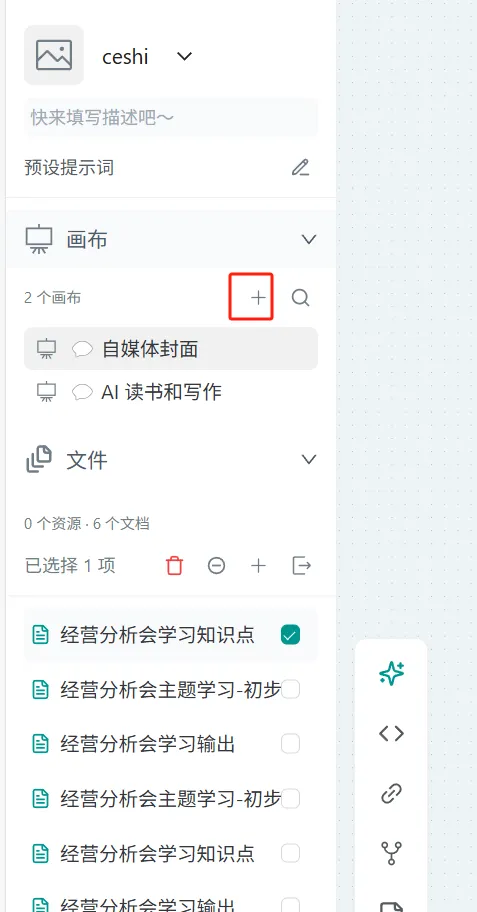 ceshi
快来填写描述吧～
预设提示词
画布
2 个画布
自媒体封面
AI 读书和写作
文件
0 个资源 · 6 个文档
已选择 1 项
经营分析会学习知识点
经营分析会主题学习-初步
经营分析会学习输出
经营分析会主题学习-初步
经营分析会学习知识点
经营分析会学习输出